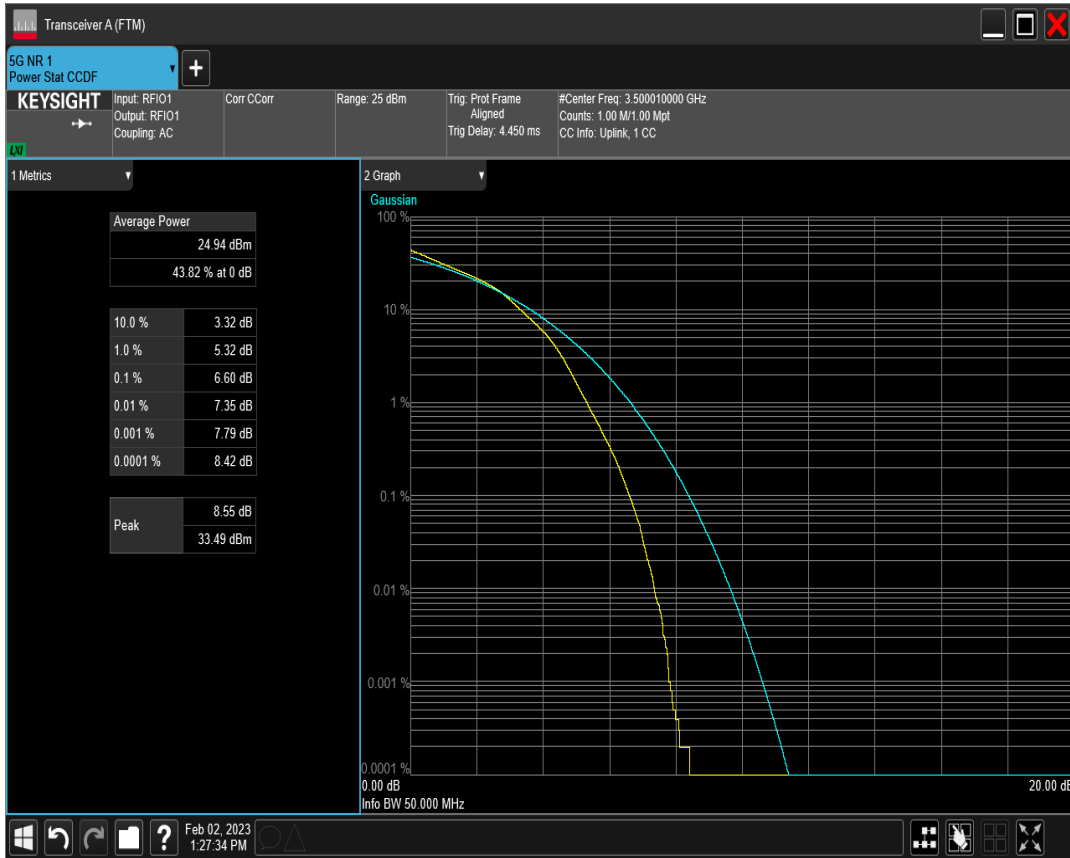 Transceiver A (FTM)
5G NR 1
Power Stat CCDF
+
KEYSIGHT
LXI
Input: RFIO1
Output: RFIO1
Coupling: AC
Corr CCorr
Range: 25 dBm
Trig: Prot Frame
Aligned
Trig Delay: 4.450 ms
#Center Freq: 3.500010000 GHz
Counts: 1.00 M/1.00 Mpt
CC Info: Uplink, 1 CC
1 Metrics
Average Power
24.94 dBm
43.82 % at 0 dB
10.0 % 3.32 dB
1.0 % 5.32 dB
0.1 % 6.60 dB
0.01 % 7.35 dB
0.001 % 7.79 dB
0.0001 % 8.42 dB
Peak 8.55 dB
33.49 dBm
2 Graph
Gaussian
100 %
10 %
1 %
0.1 %
0.01 %
0.001 %
0.0001 %
0.00 dB 20.00 dB
Info BW 50.000 MHz
?
Feb 02, 2023
1:27:34 PM